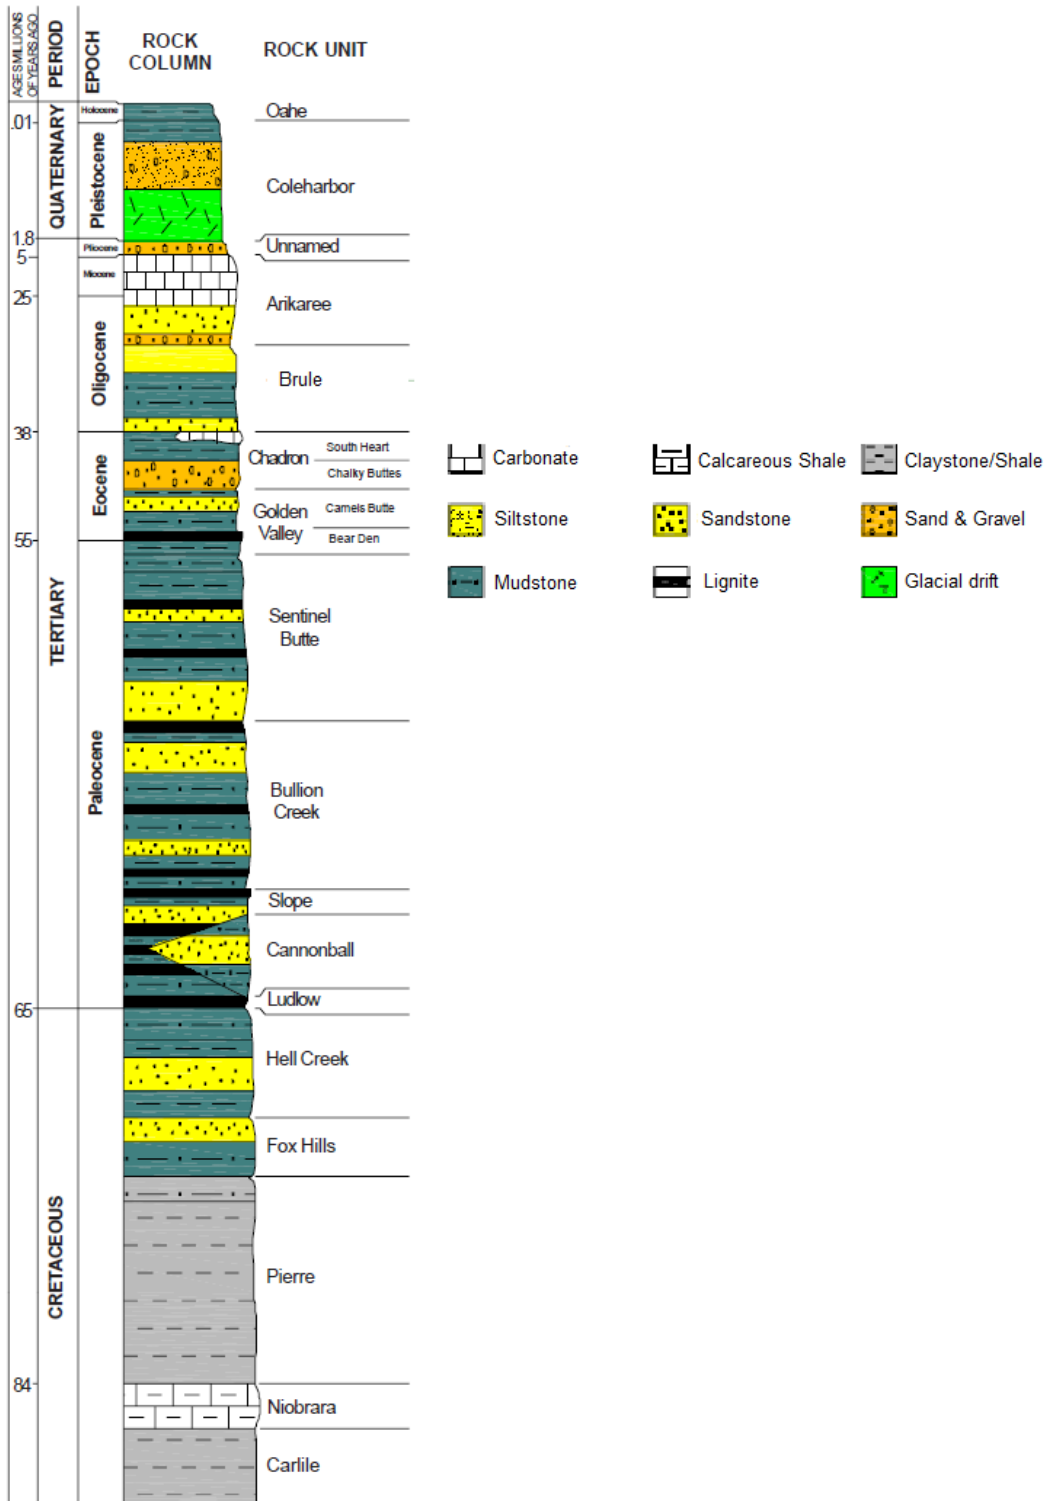 AGES MILLIONS
OF YEARS AGO
PERIOD
EPOCH
ROCK
COLUMN
ROCK UNIT
Holocene
Oahe
.01
QUATERNARY
Pleistocene
Coleharbor
1.8
Pliocene
Unnamed
5
Miocene
25
Arikaree
Oligocene
Brule
38
Eocene
Chadron
South Heart
Chalky Buttes
Golden
Valley
Camels Butte
Bear Den
55
TERTIARY
Sentinel
Butte
Paleocene
Bullion
Creek
Slope
Cannonball
Ludlow
65
Hell Creek
Fox Hills
CRETACEOUS
Pierre
84
Niobrara
Carlile
Carbonate
Calcareous Shale
Claystone/Shale
Siltstone
Sandstone
Sand & Gravel
Mudstone
Lignite
Glacial drift